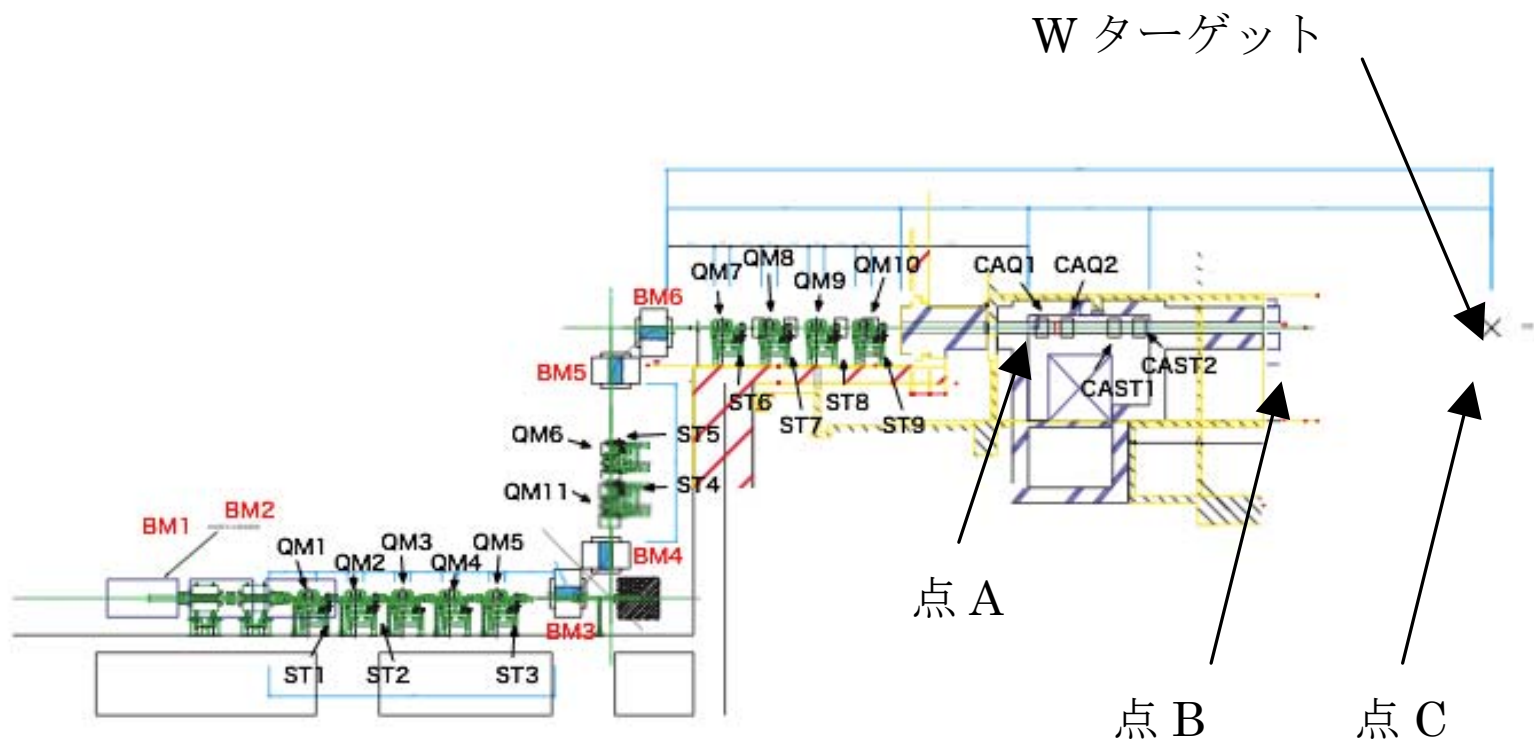 W ターゲット
QM7
QM8
QM9
QM10
CAQ1
CAQ2
BM6
BM5
CAST2
CAST1
ST6
ST7
ST8
ST9
QM6
ST5
QM11
ST4
BM1
BM2
QM1
QM2
QM3
QM4
QM5
BM4
BM3
ST1
ST2
ST3
点 A
点 B
点 C